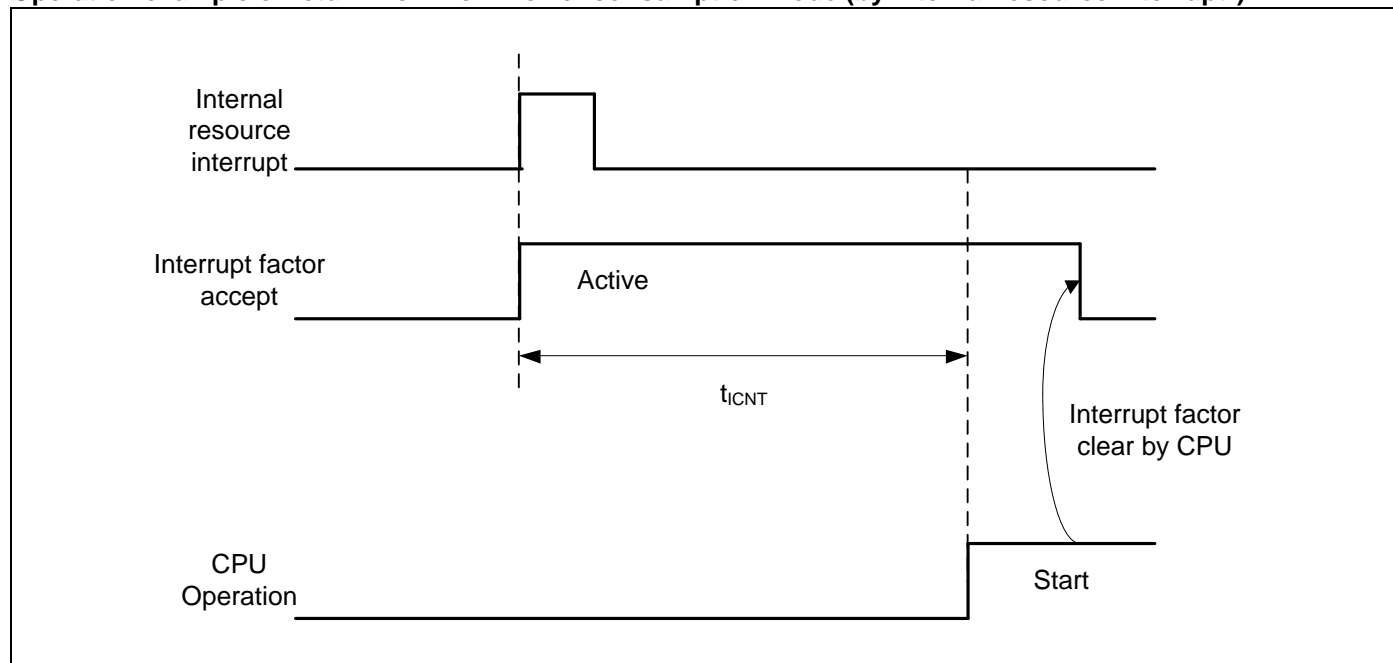 Internal
resource
interrupt
Interrupt factor
accept
Active
tICNT
Interrupt factor
clear by CPU
CPU
Operation
Start